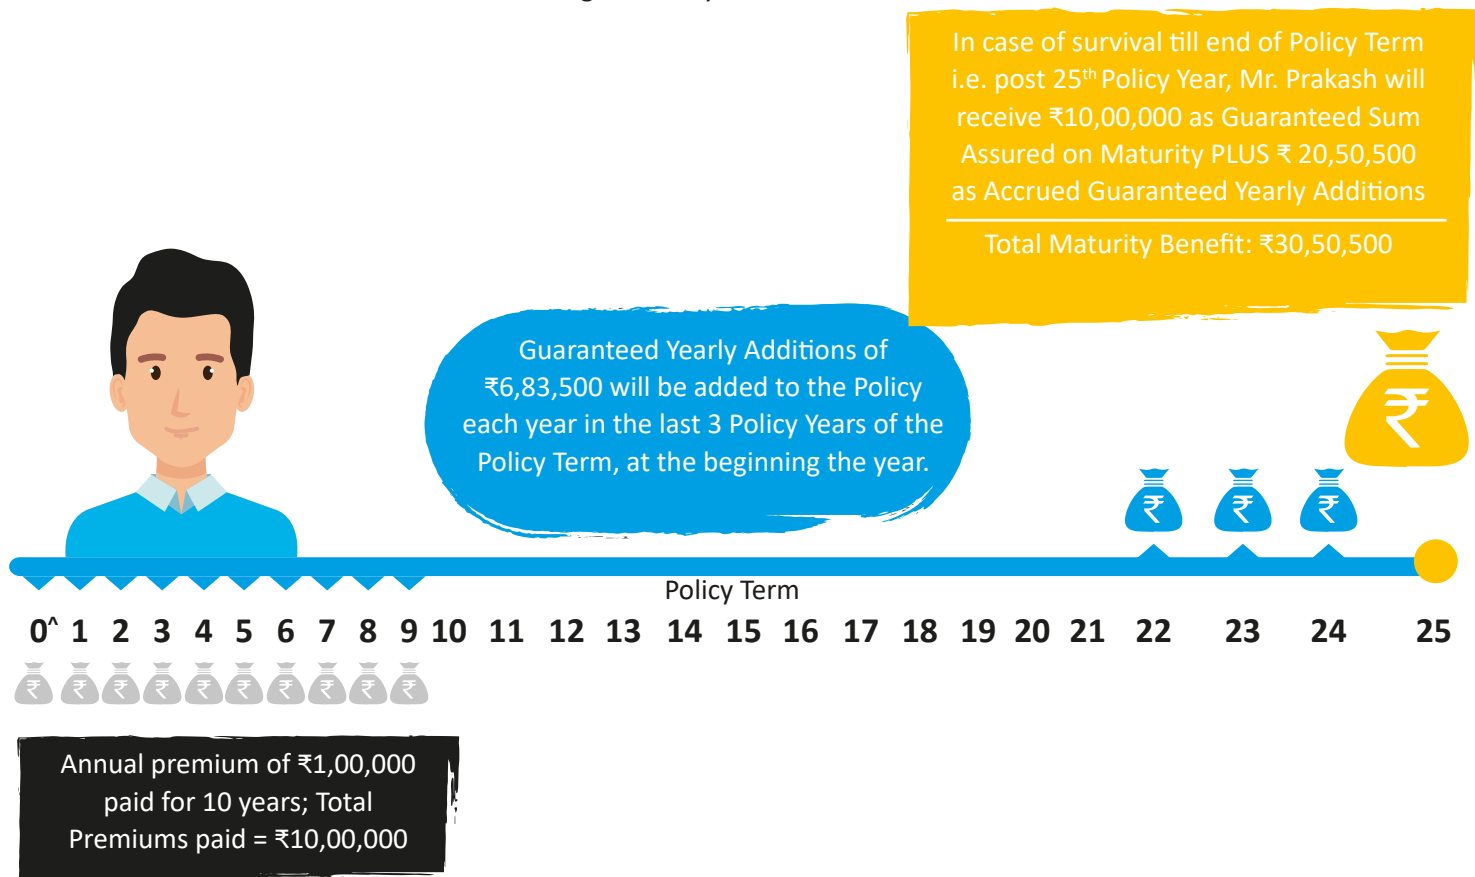 In case of survival till end of Policy Term
i.e. post 25th Policy Year, Mr. Prakash will
receive ₹10,00,000 as Guaranteed Sum
Assured on Maturity PLUS ₹ 20,50,500
as Accrued Guaranteed Yearly Additions
Total Maturity Benefit: ₹30,50,500
Guaranteed Yearly Additions of
₹6,83,500 will be added to the Policy
each year in the last 3 Policy Years of the
Policy Term, at the beginning the year.
₹
₹ ₹ ₹
Policy Term
0^ 1 2 3 4 5 6 7 8 9 10 11 12 13 14 15 16 17 18 19 20 21 22 23 24 25
₹ ₹ ₹ ₹ ₹ ₹ ₹ ₹ ₹ ₹
Annual premium of ₹1,00,000
paid for 10 years; Total
Premiums paid = ₹10,00,000